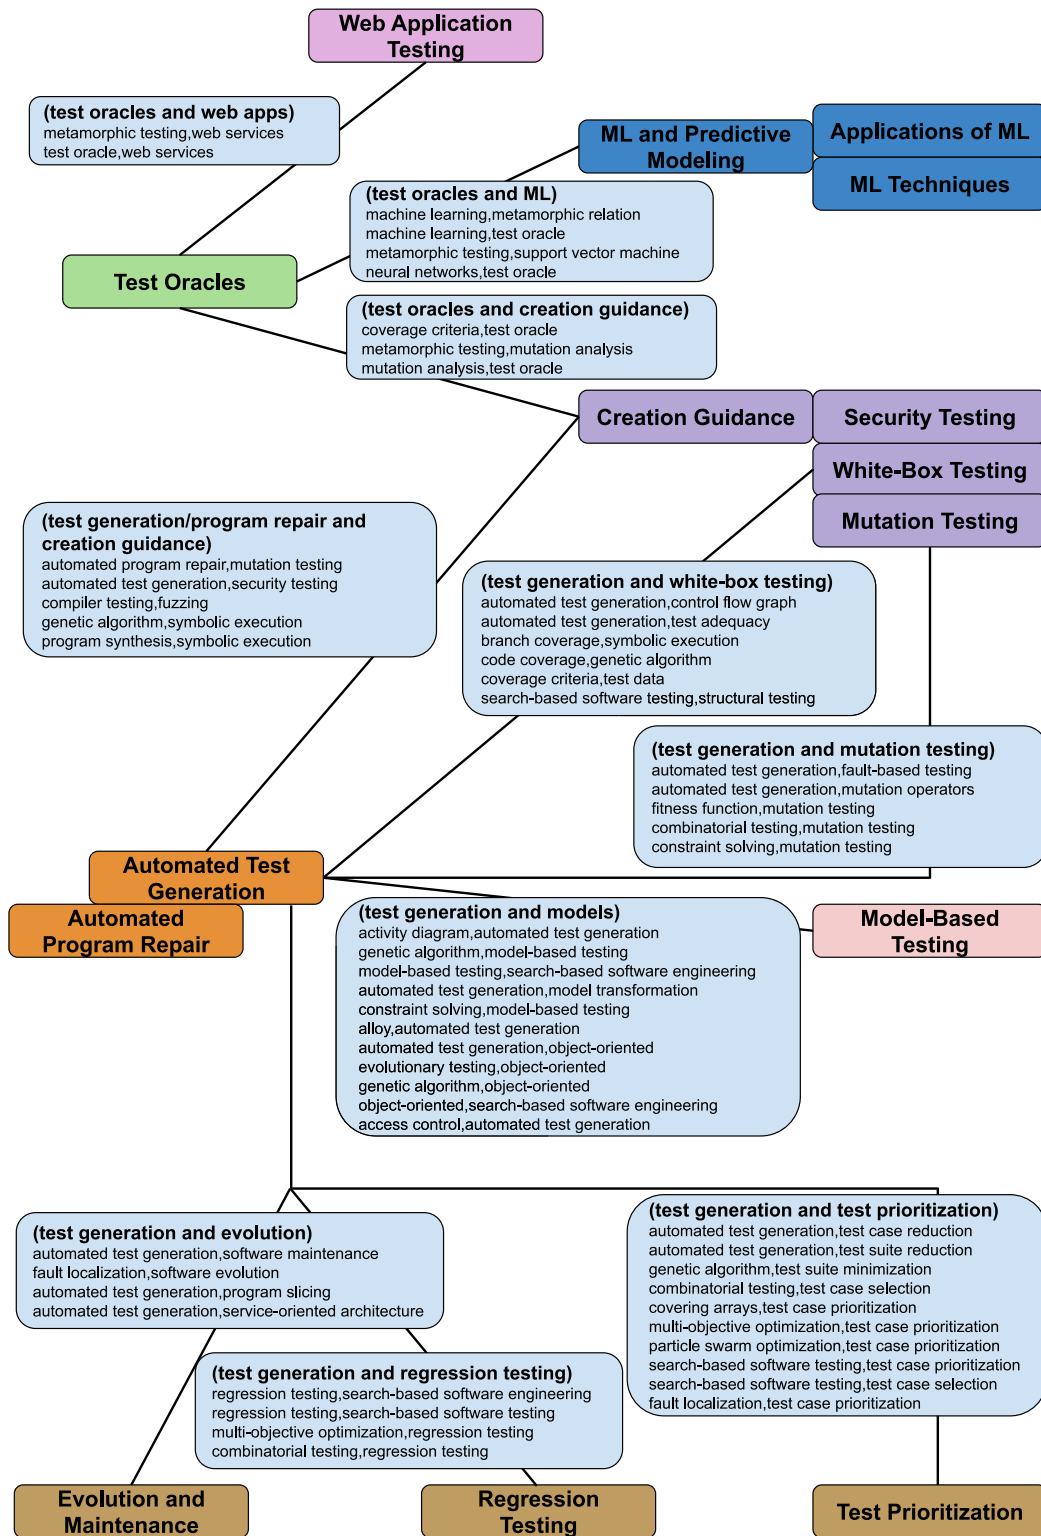 Web Application
Testing
(test oracles and web apps)
metamorphic testing,web services
test oracle,web services
ML and Predictive
Modeling
Applications of ML
ML Techniques
(test oracles and ML)
machine learning,metamorphic relation
machine learning,test oracle
metamorphic testing,support vector machine
neural networks,test oracle
Test Oracles
(test oracles and creation guidance)
coverage criteria,test oracle
metamorphic testing,mutation analysis
mutation analysis,test oracle
Creation Guidance
Security Testing
White-Box Testing
Mutation Testing
(test generation/program repair and
creation guidance)
automated program repair,mutation testing
automated test generation,security testing
compiler testing,fuzzing
genetic algorithm,symbolic execution
program synthesis,symbolic execution
(test generation and white-box testing)
automated test generation,control flow graph
automated test generation,test adequacy
branch coverage,symbolic execution
code coverage,genetic algorithm
coverage criteria,test data
search-based software testing,structural testing
(test generation and mutation testing)
automated test generation,fault-based testing
automated test generation,mutation operators
fitness function,mutation testing
combinatorial testing,mutation testing
constraint solving,mutation testing
Automated Test
Generation
Automated
Program Repair
(test generation and models)
activity diagram,automated test generation
genetic algorithm,model-based testing
model-based testing,search-based software engineering
automated test generation,model transformation
constraint solving,model-based testing
alloy,automated test generation
automated test generation,object-oriented
evolutionary testing,object-oriented
genetic algorithm,object-oriented
object-oriented,search-based software engineering
access control,automated test generation
Model-Based
Testing
(test generation and evolution)
automated test generation,software maintenance
fault localization,software evolution
automated test generation,program slicing
automated test generation,service-oriented architecture
(test generation and test prioritization)
automated test generation,test case reduction
automated test generation,test suite reduction
genetic algorithm,test suite minimization
combinatorial testing,test case selection
covering arrays,test case prioritization
multi-objective optimization,test case prioritization
particle swarm optimization,test case prioritization
search-based software testing,test case prioritization
search-based software testing,test case selection
fault localization,test case prioritization
(test generation and regression testing)
regression testing,search-based software engineering
regression testing,search-based software testing
multi-objective optimization,regression testing
combinatorial testing,regression testing
Evolution and
Maintenance
Regression
Testing
Test Prioritization